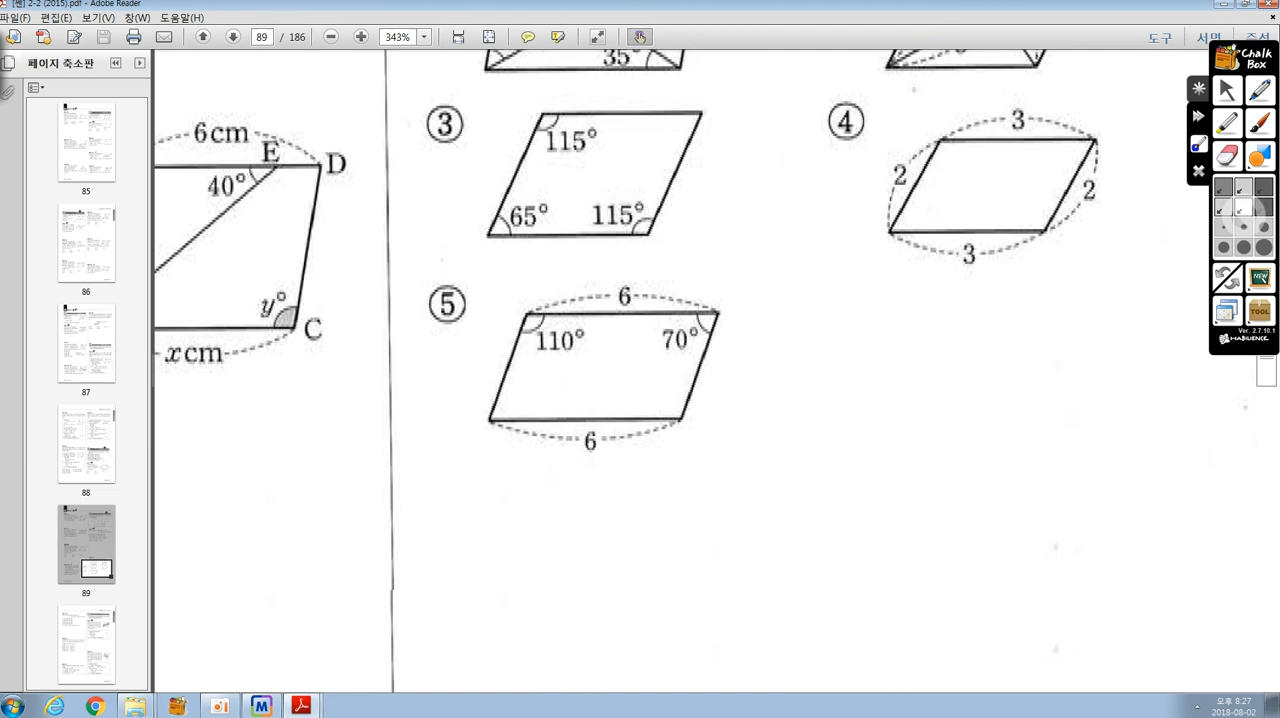 [쎈] 2-2 (2015).pdf - Adobe Reader
파일(F) 편집(E) 보기(V) 창(W) 도움말(H)
89 / 186
343%
도구
페이지 축소판
85
86
87
88
89
6cm
E
D
40°
y°
C
xcm
35°
③
115°
65°
115°
④
3
2
2
3
⑤
6
110°
70°
6
Chalk Box
NEW
TOOL
Ver. 2.7.10.1
HABILIENCE
오후 8:27
2018-08-02